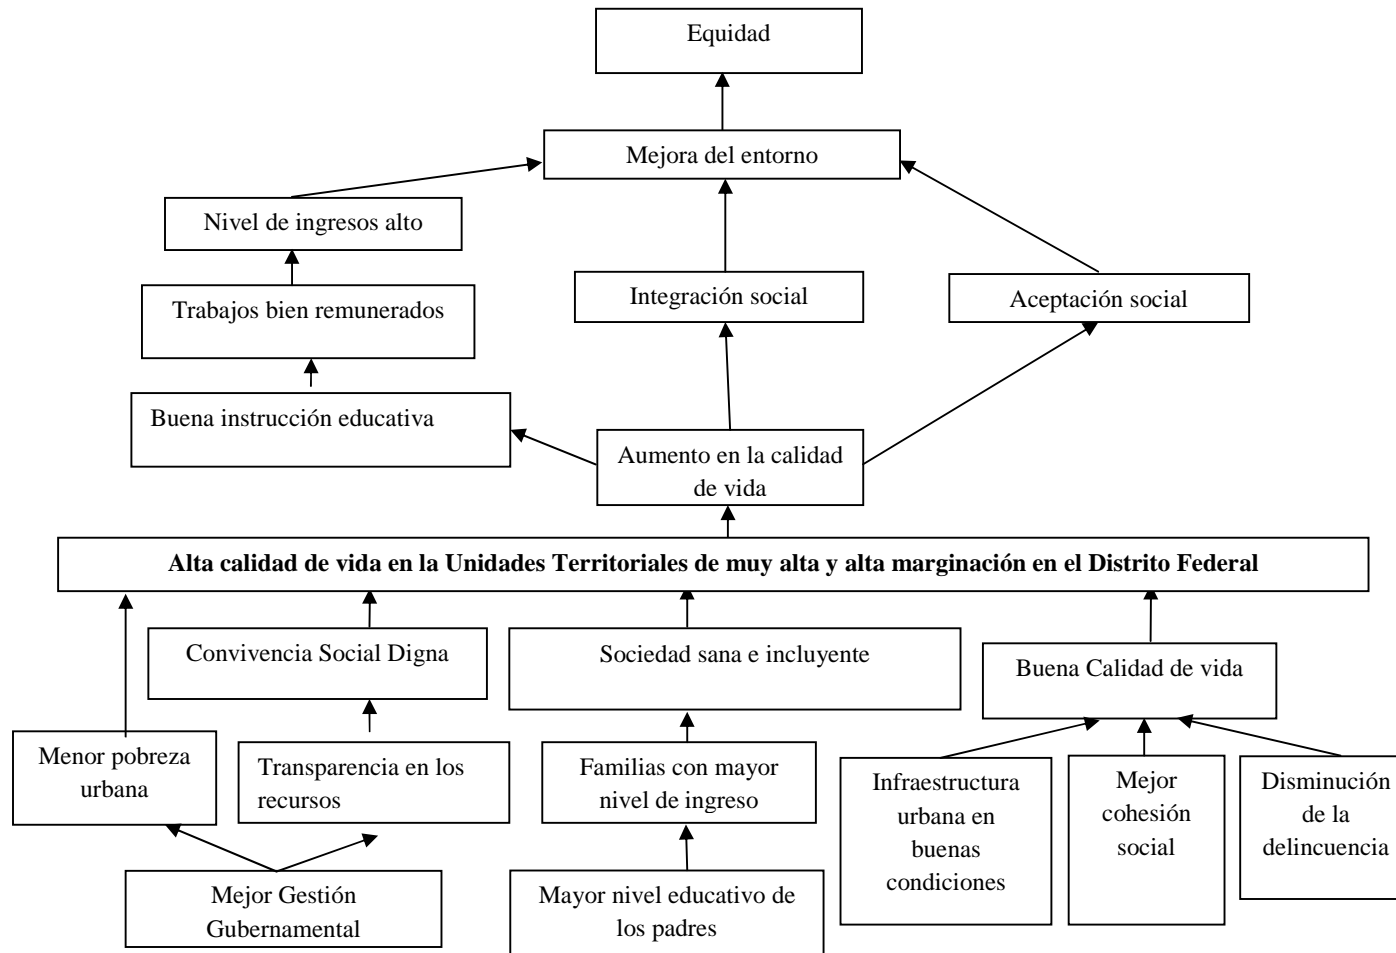 Equidad
Mejora del entorno
Nivel de ingresos alto
Trabajos bien remunerados
Integración social
Aceptación social
Buena instrucción educativa
Aumento en la calidad
de vida
Alta calidad de vida en la Unidades Territoriales de muy alta y alta marginación en el Distrito Federal
Convivencia Social Digna
Sociedad sana e incluyente
Buena Calidad de vida
Menor pobreza
urbana
Transparencia en los
recursos
Familias con mayor
nivel de ingreso
Infraestructura
urbana en
buenas
condiciones
Mejor
cohesión
social
Disminución
de la
delincuencia
Mejor Gestión
Gubernamental
Mayor nivel educativo de
los padres